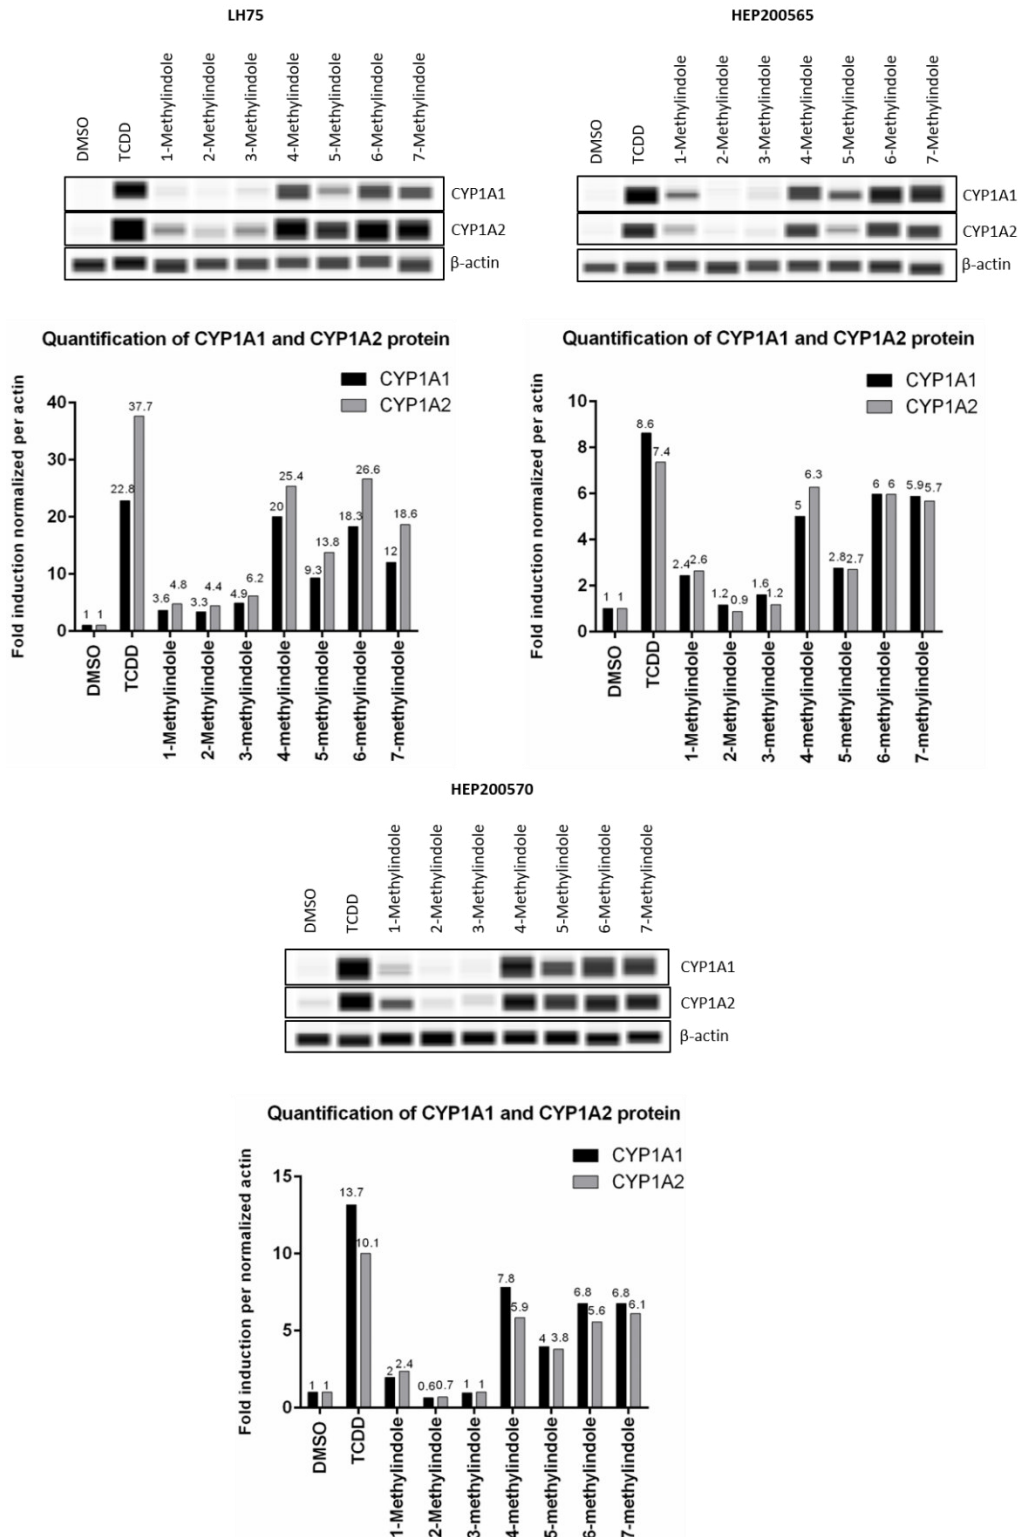 LH75
DMSO
TCDD
1-Methylindole
2-Methylindole
3-Methylindole
4-Methylindole
5-Methylindole
6-Methylindole
7-Methylindole
CYP1A1
CYP1A2
β-actin
Quantification of CYP1A1 and CYP1A2 protein
CYP1A1
CYP1A2
Fold induction normalized per actin
40
30
20
10
0
1 1
22.8 37.7
3.6 4.8
3.3 4.4
4.9 6.2
20 25.4
9.3 13.8
18.3 26.6
12 18.6
DMSO
TCDD
1-Methylindole
2-Methylindole
3-methylindole
4-methylindole
5-methylindole
6-methylindole
7-methylindole
HEP200565
DMSO
TCDD
1-Methylindole
2-Methylindole
3-Methylindole
4-Methylindole
5-Methylindole
6-Methylindole
7-Methylindole
CYP1A1
CYP1A2
β-actin
Quantification of CYP1A1 and CYP1A2 protein
CYP1A1
CYP1A2
Fold induction normalized per actin
10
8
6
4
2
0
1 1
8.6 7.4
2.4 2.6
1.2 0.9
1.6 1.2
5 6.3
2.8 2.7
6 6
5.9 5.7
DMSO
TCDD
1-Methylindole
2-Methylindole
3-methylindole
4-methylindole
5-methylindole
6-methylindole
7-methylindole
HEP200570
DMSO
TCDD
1-Methylindole
2-Methylindole
3-Methylindole
4-Methylindole
5-Methylindole
6-Methylindole
7-Methylindole
CYP1A1
CYP1A2
β-actin
Quantification of CYP1A1 and CYP1A2 protein
CYP1A1
CYP1A2
Fold induction per normalized actin
15
10
5
0
1 1
13.7 10.1
2 2.4
0.6 0.7
1 1
7.8 5.9
4 3.8
6.8 5.6
6.8 6.1
DMSO
TCDD
1-Methylindole
2-Methylindole
3-methylindole
4-methylindole
5-methylindole
6-methylindole
7-methylindole